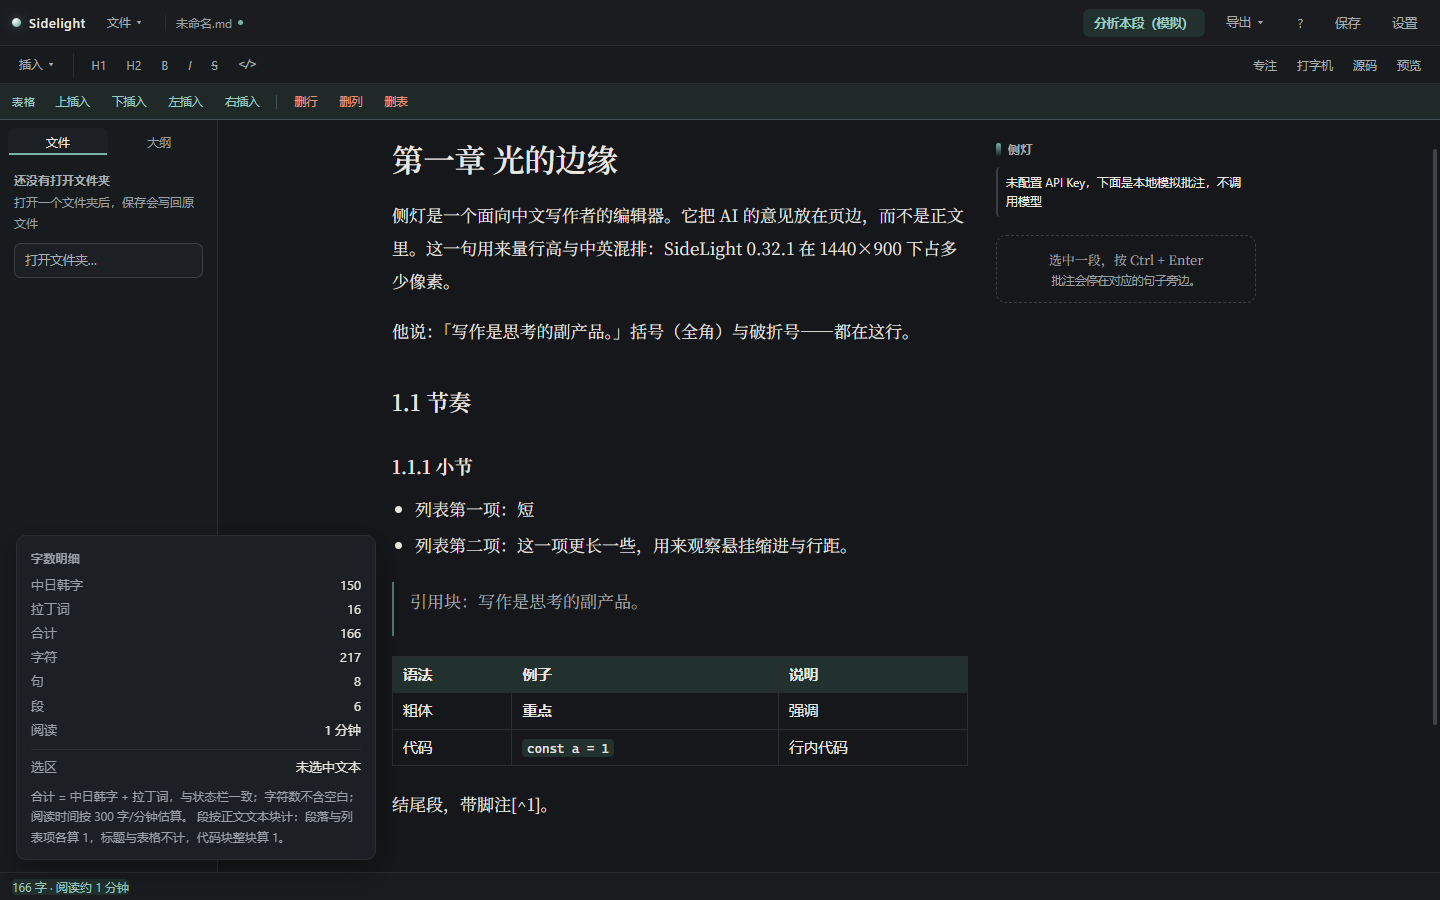 Sidelight 文件 未命名.md 分析本段（模拟） 导出 ? 保存 设置
插入 H1 H2 B I S </> 专注 打字机 源码 预览
表格 上插入 下插入 左插入 右插入 删行 删列 删表
文件 大纲
还没有打开文件夹
打开一个文件夹后，保存会写回原
文件
打开文件夹...
第一章 光的边缘
侧灯是一个面向中文写作者的编辑器。它把 AI 的意见放在页边，而不是正文
里。这一句用来量行高与中英混排：SideLight 0.32.1 在 1440×900 下占多
少像素。
他说：「写作是思考的副产品。」括号（全角）与破折号——都在这行。
1.1 节奏
1.1.1 小节
列表第一项：短
列表第二项：这一项更长一些，用来观察悬挂缩进与行距。
引用块：写作是思考的副产品。
语法 例子 说明
粗体 重点 强调
代码 const a = 1 行内代码
结尾段，带脚注[^1]。
侧灯
未配置 API Key，下面是本地模拟批注，不调
用模型
选中一段，按 Ctrl + Enter
批注会停在对应的句子旁边。
字数明细
中日韩字 150
拉丁词 16
合计 166
字符 217
句 8
段 6
阅读 1 分钟
选区 未选中文本
合计 = 中日韩字 + 拉丁词，与状态栏一致；字符数不含空白；
阅读时间按 300 字/分钟估算。 段按正文文本块计：段落与列
表项各算 1，标题与表格不计，代码块整块算 1。
166 字 · 阅读约 1 分钟